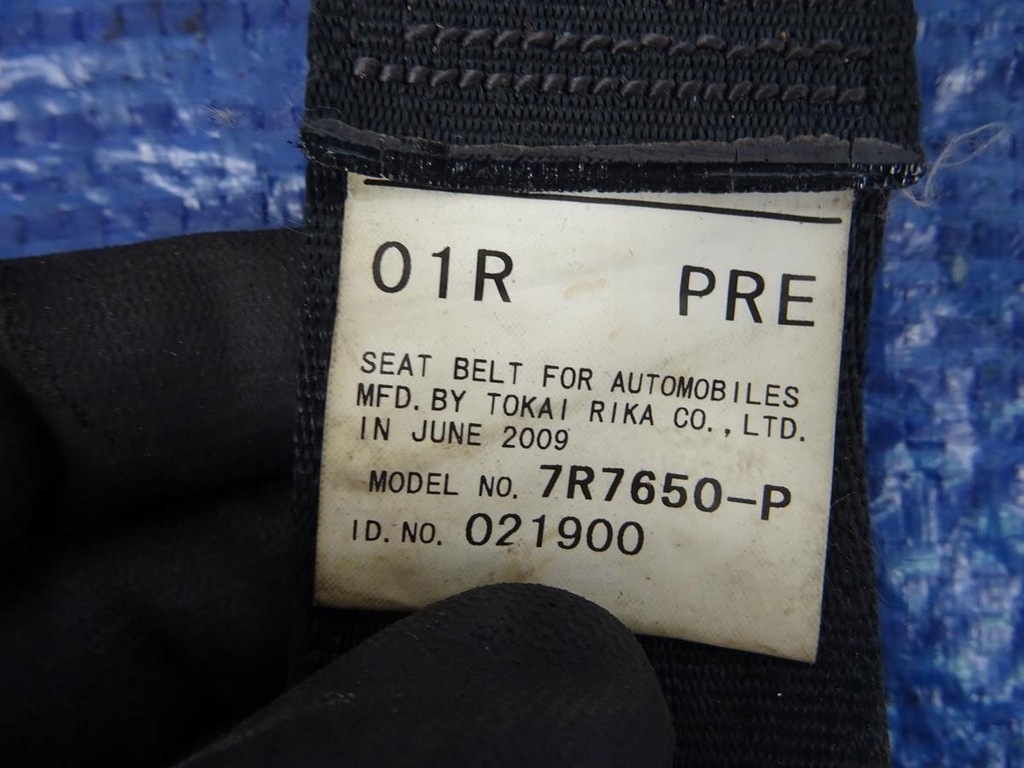 01R PRE
SEAT BELT FOR AUTOMOBILES
MFD. BY TOKAI RIKA CO., LTD.
IN JUNE 2009
MODEL NO. 7R7650-P
ID. NO. 021900